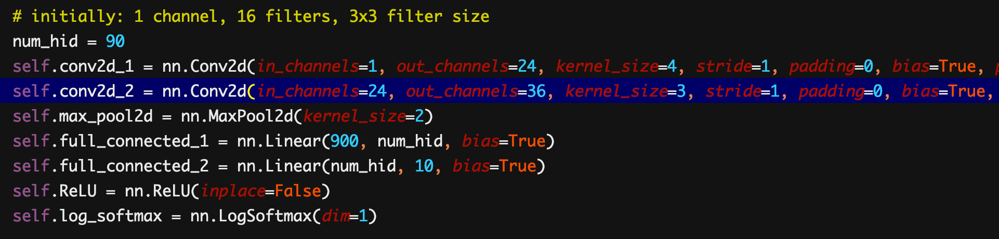 # initially: 1 channel, 16 filters, 3x3 filter size
num_hid = 90
self.conv2d_1 = nn.Conv2d(in_channels=1, out_channels=24, kernel_size=4, stride=1, padding=0, bias=True,
self.conv2d_2 = nn.Conv2d(in_channels=24, out_channels=36, kernel_size=3, stride=1, padding=0, bias=True,
self.max_pool2d = nn.MaxPool2d(kernel_size=2)
self.full_connected_1 = nn.Linear(900, num_hid, bias=True)
self.full_connected_2 = nn.Linear(num_hid, 10, bias=True)
self.ReLU = nn.ReLU(inplace=False)
self.log_softmax = nn.LogSoftmax(dim=1)